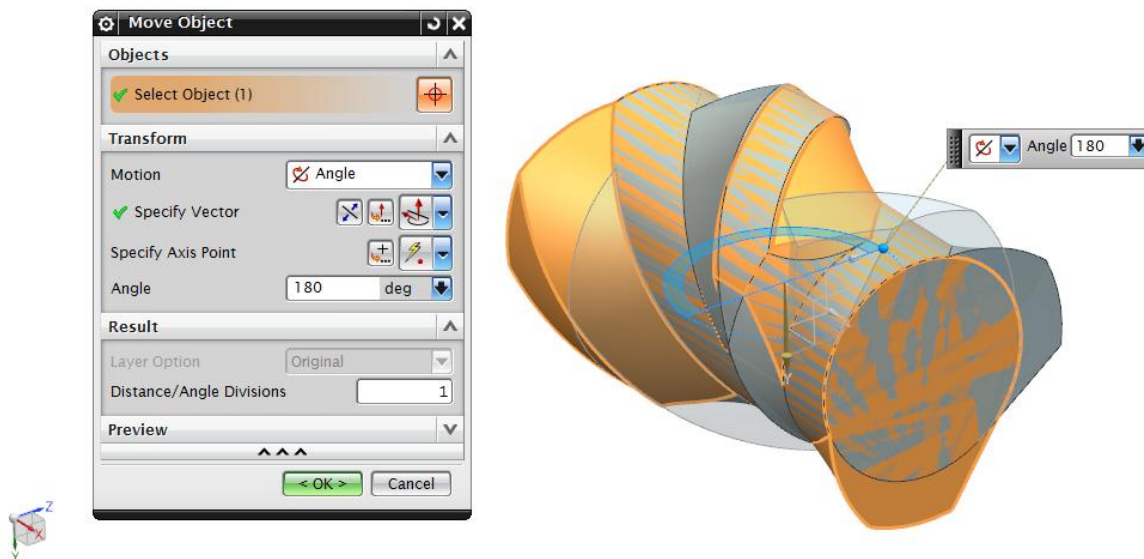 Move Object
Objects
Select Object (1)
Transform
Motion
Angle
Specify Vector
Specify Axis Point
Angle
180
deg
Result
Layer Option
Original
Distance/Angle Divisions
1
Preview
< OK >
Cancel
Angle 180
Y
Z
X
Y